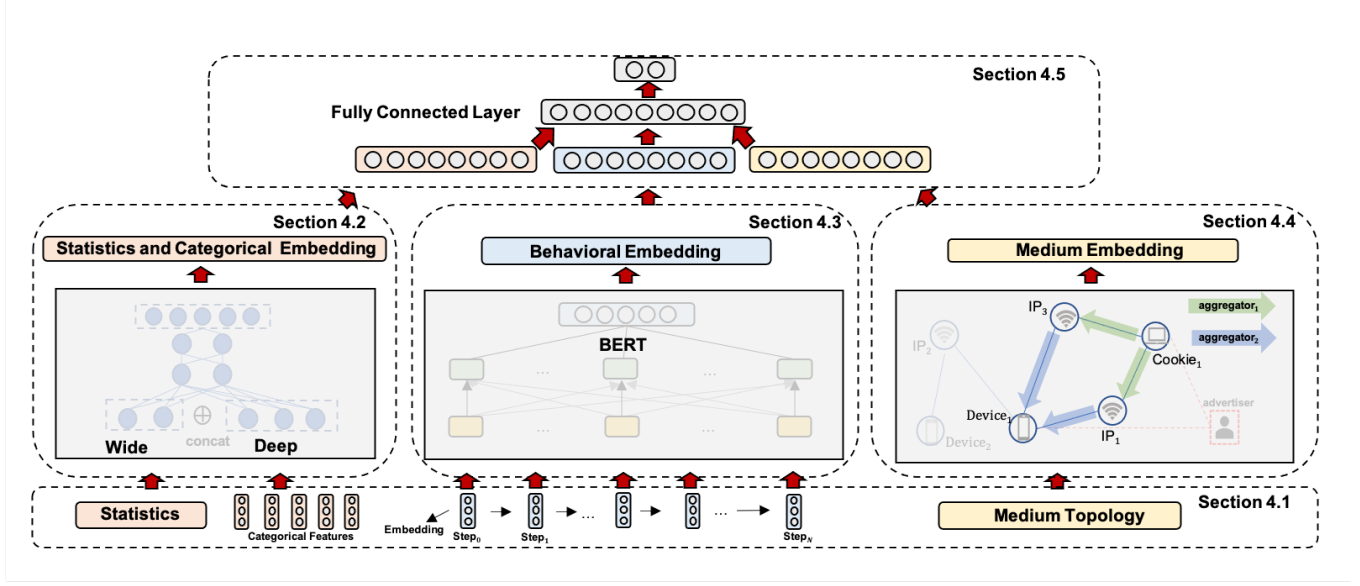 Section 4.5
Fully Connected Layer
Section 4.2
Statistics and Categorical Embedding
Wide
concat
Deep
Section 4.3
Behavioral Embedding
BERT
...
...
...
...
Section 4.4
Medium Embedding
IP3
aggregator1
aggregator2
IP2
Cookie1
advertiser
Device1
IP1
Device2
Section 4.1
Statistics
Categorical Features
Embedding
Step0
Step1
...
...
StepN
Medium Topology